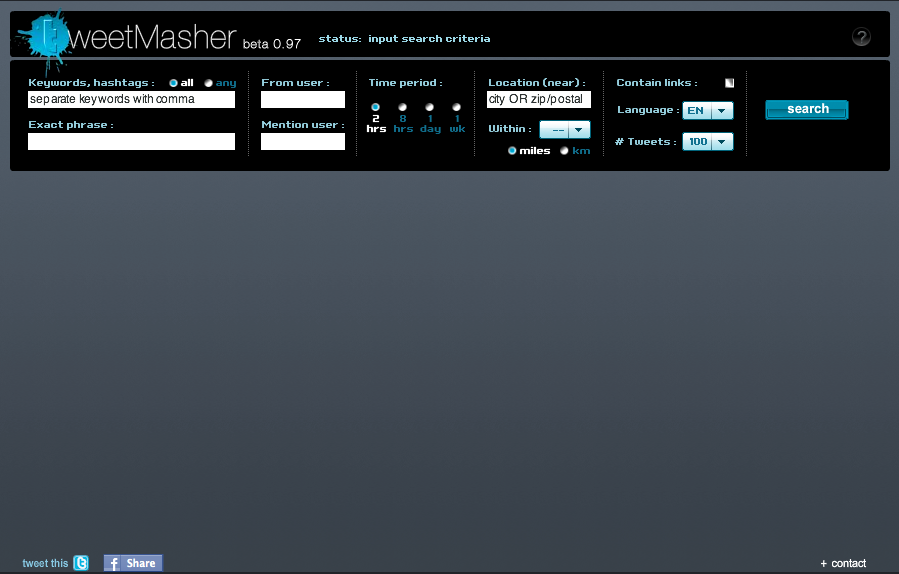 tweetMasher beta 0.97
status: input search criteria
?
Keywords, hashtags : all any
separate keywords with comma
Exact phrase :
From user :
Mention user :
Time period :
2 8 1 1
hrs hrs day wk
Location (near) :
city OR zip/postal
Within : --
miles km
Contain links :
Language : EN
# Tweets : 100
search
tweet this t
f Share
+ contact